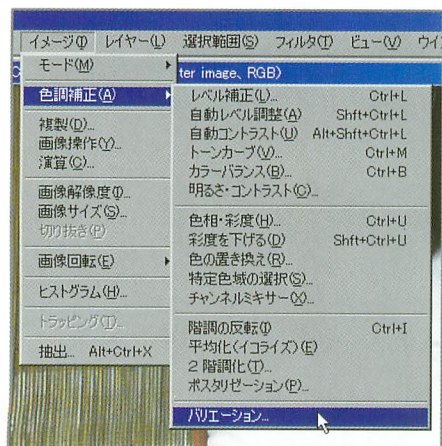 イメージ(I) レイヤー(L) 選択範囲(S) フィルタ(T) ビュー(V) ウイ
ter image、RGB)
モード(M)
色調補正(A)
複製(D)...
画像操作(Y)...
演算(C)...
画像解像度(I)...
画像サイズ(S)...
切り抜き(P)
画像回転(E)
ヒストグラム(H)...
トラッピング(T)...
抽出... Alt+Ctrl+X
レベル補正(L)... Ctrl+L
自動レベル調整(A) Shft+Ctrl+L
自動コントラスト(U) Alt+Shft+Ctrl+L
トーンカーブ(V)... Ctrl+M
カラーバランス(B)... Ctrl+B
明るさ・コントラスト(C)...
色相・彩度(H)... Ctrl+U
彩度を下げる(D) Shft+Ctrl+U
色の置き換え(R)...
特定色域の選択(S)...
チャンネルミキサー(X)...
階調の反転(I) Ctrl+I
平均化(イコライズ)(E)
2 階調化(T)...
ポスタリゼーション(P)...
バリエーション...